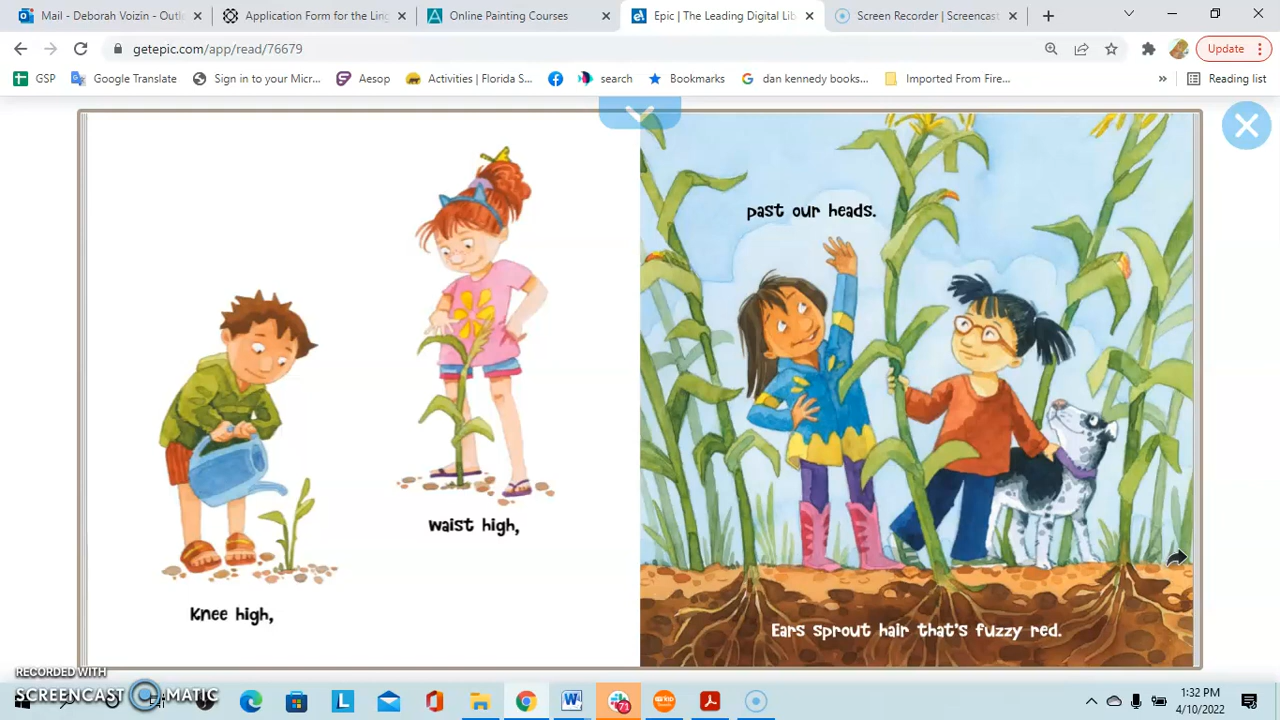 Mail - Deborah Voizin - Outl
Application Form for the Jing
Online Painting Courses
Epic | The Leading Digital Lib
Screen Recorder | Screencast
getepic.com/app/read/76679
Update
GSP
Google Translate
Sign in to your Micr...
Aesop
Activities | Florida S...
search
Bookmarks
dan kennedy books...
Imported From Fire...
»
Reading list
past our heads.
waist high,
Knee high,
Ears sprout hair that's fuzzy red.
RECORDED WITH
SCREENCAST MATIC
71
1:32 PM
4/10/2022